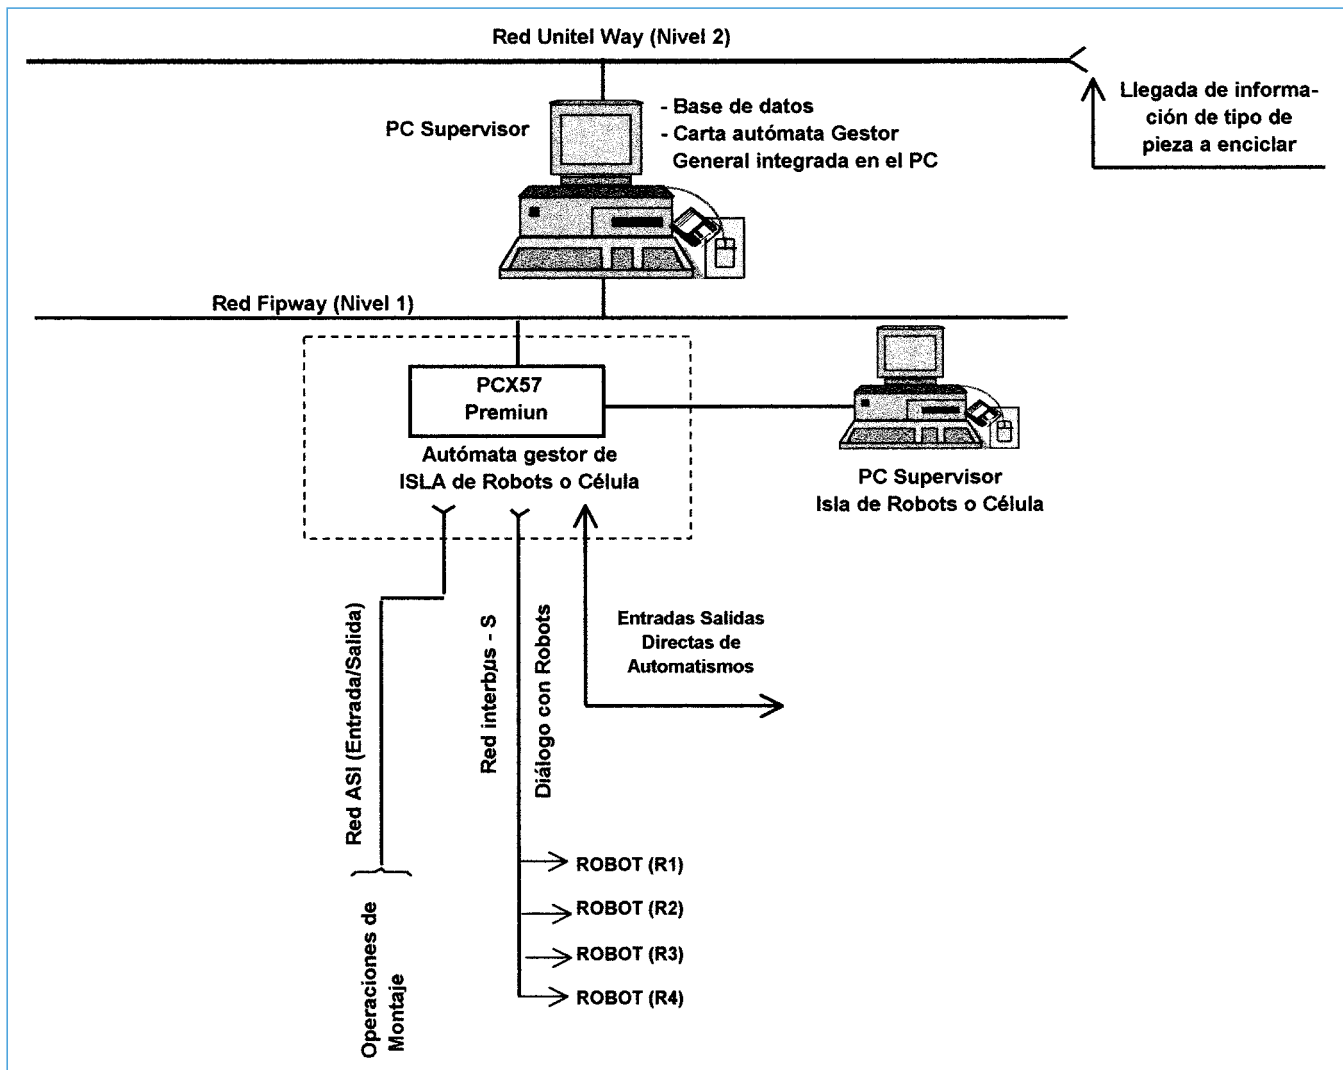 Red Unitel Way (Nivel 2)
PC Supervisor
- Base de datos
- Carta autómata Gestor
General integrada en el PC
Llegada de informa-
ción de tipo de
pieza a enciclar
Red Fipway (Nivel 1)
PCX57
Premiun
Autómata gestor de
ISLA de Robots o Célula
PC Supervisor
Isla de Robots o Célula
Red ASI (Entrada/Salida)
Red interbµs - S
Diálogo con Robots
Entradas Salidas
Directas de
Automatismos
ROBOT (R1)
ROBOT (R2)
ROBOT (R3)
ROBOT (R4)
Operaciones de
Montaje